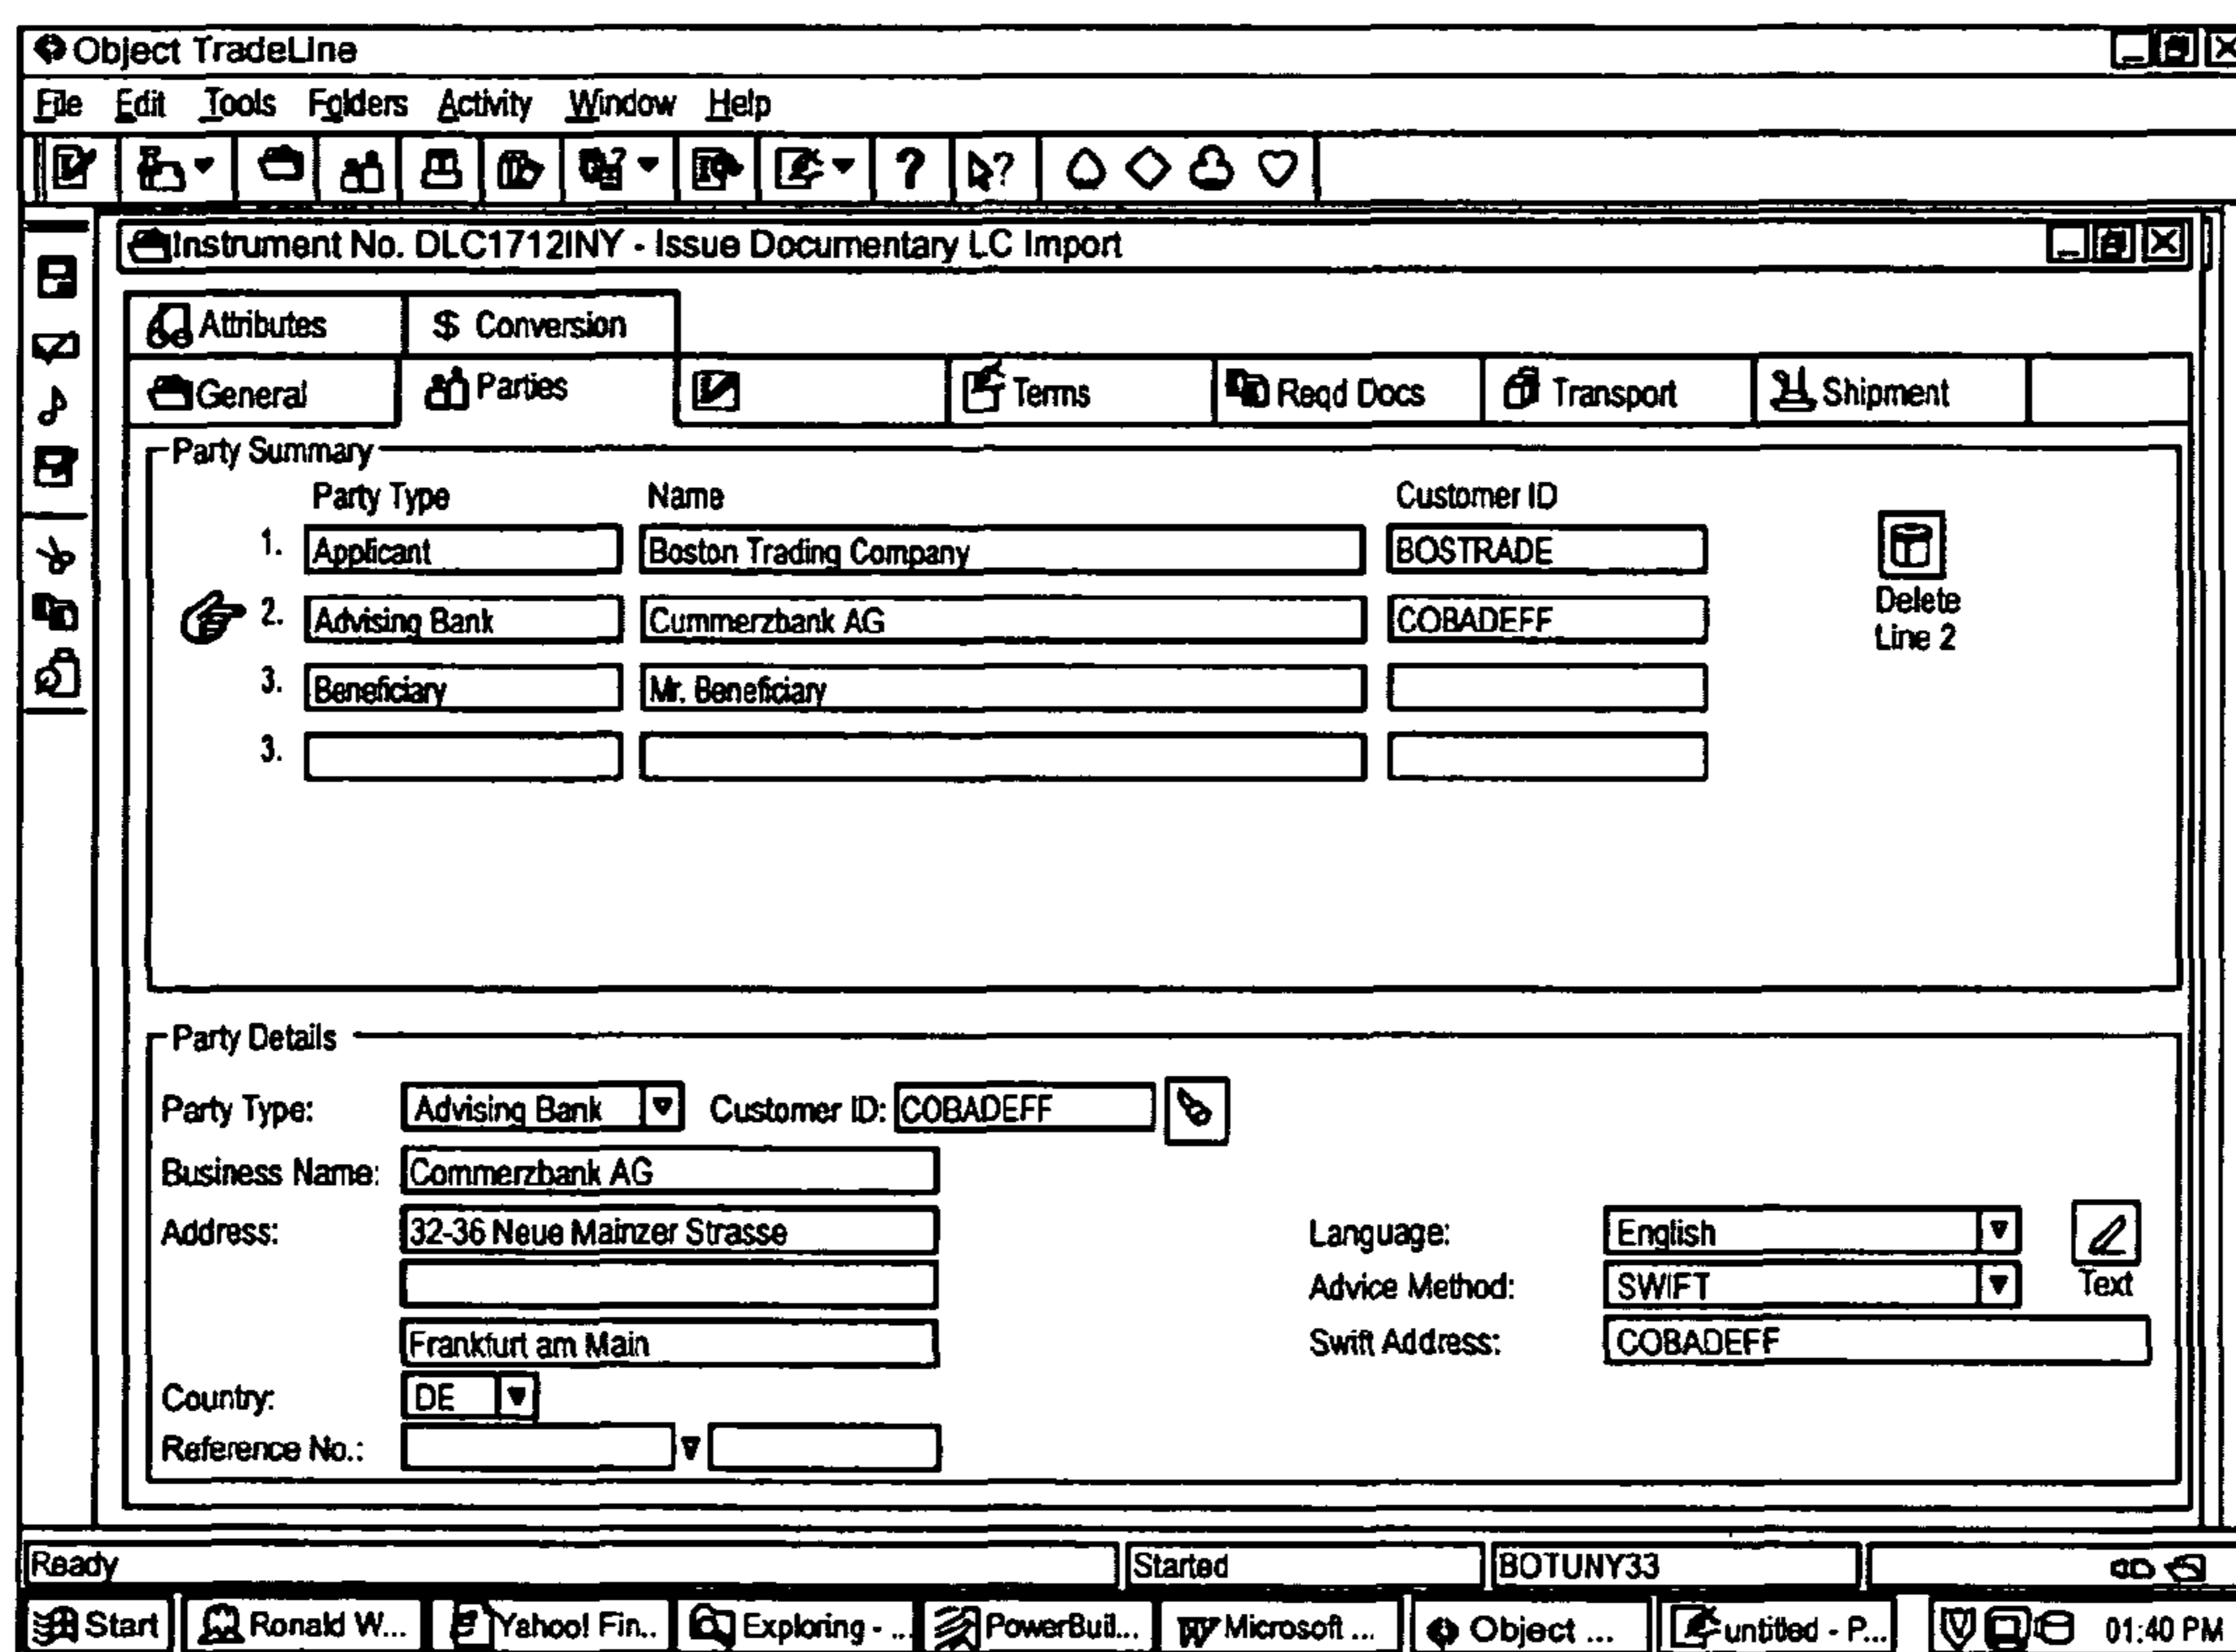 Object TradeLine
File Edit Tools Folders Activity Window Help
Instrument No. DLC1712INY - Issue Documentary LC Import
Attributes $ Conversion
General Parties Terms Reqd Docs Transport Shipment
Party Summary
Party Type Name Customer ID
1. Applicant Boston Trading Company BOSTRADE
2. Advising Bank Cummerzbank AG COBADEFF
Delete
Line 2
3. Beneficiary Mr. Beneficiary
3.
Party Details
Party Type: Advising Bank Customer ID: COBADEFF
Business Name: Commerzbank AG
Address: 32-36 Neue Mainzer Strasse Language: English
Advice Method: SWIFT Text
Frankfurt am Main Swift Address: COBADEFF
Country: DE
Reference No.:
Ready Started BOTUNY33
Start Ronald W... Yahoo! Fin.. Exploring - ... PowerBuil... Microsoft ... Object ... untitled - P... 01:40 PM